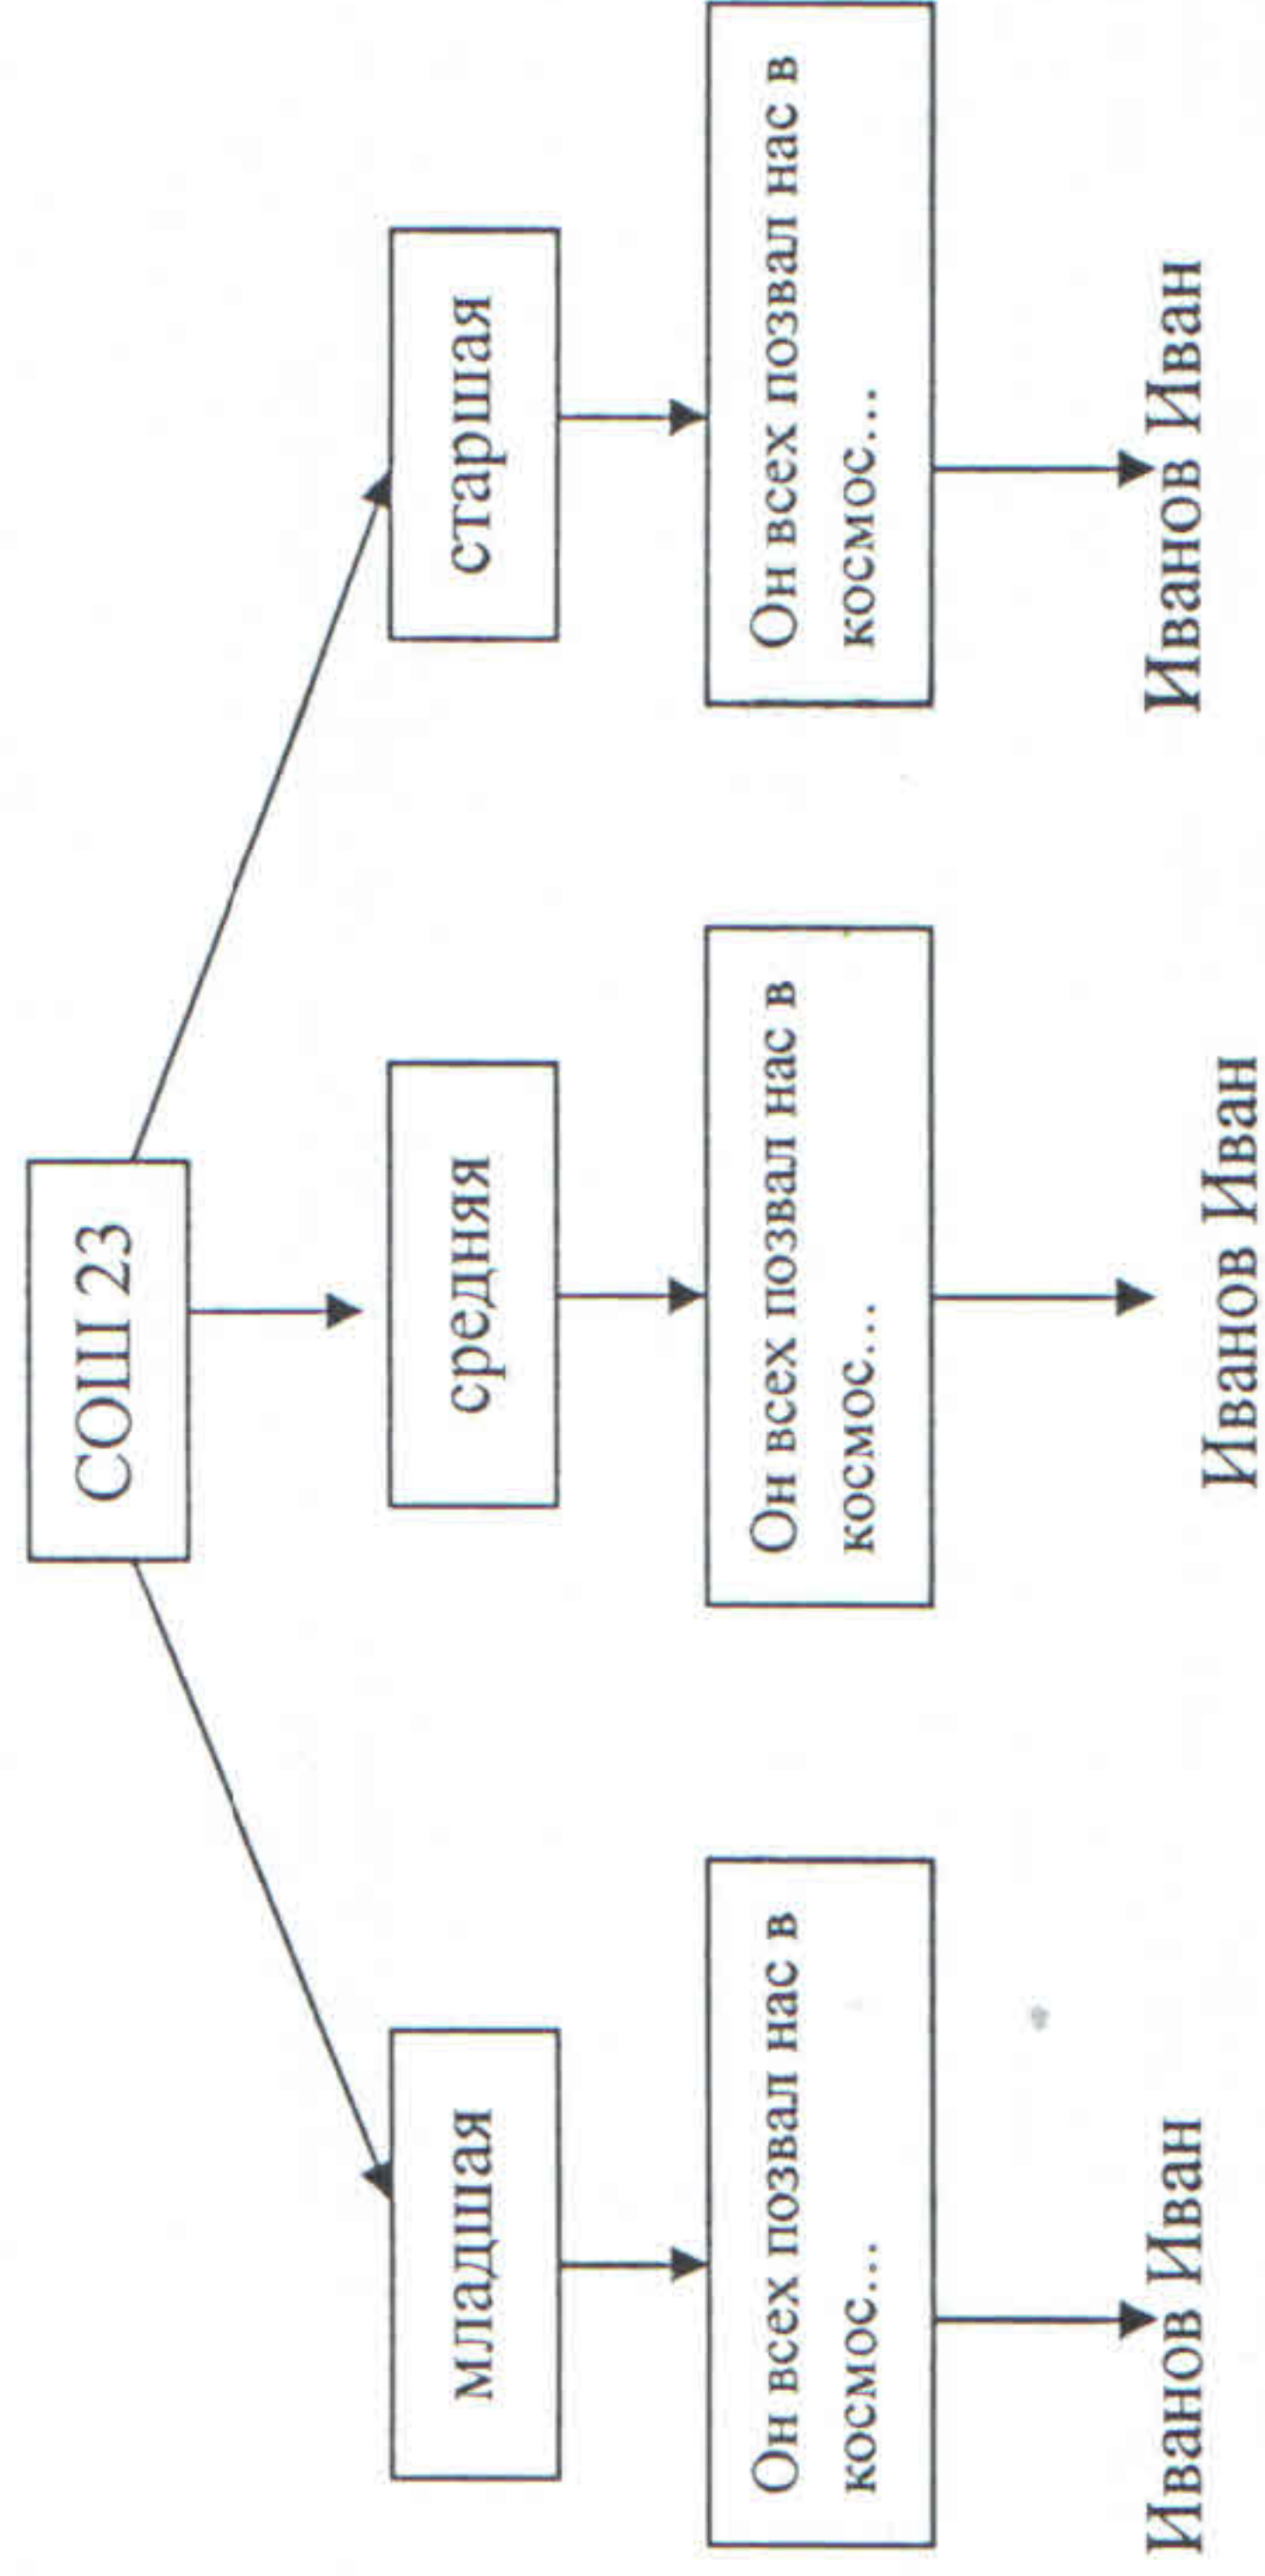 СОШ 23
младшая
средняя
старшая
Он всех позвал нас в
космос...
Он всех позвал нас в
космос...
Он всех позвал нас в
космос...
Иванов Иван
Иванов Иван
Иванов Иван